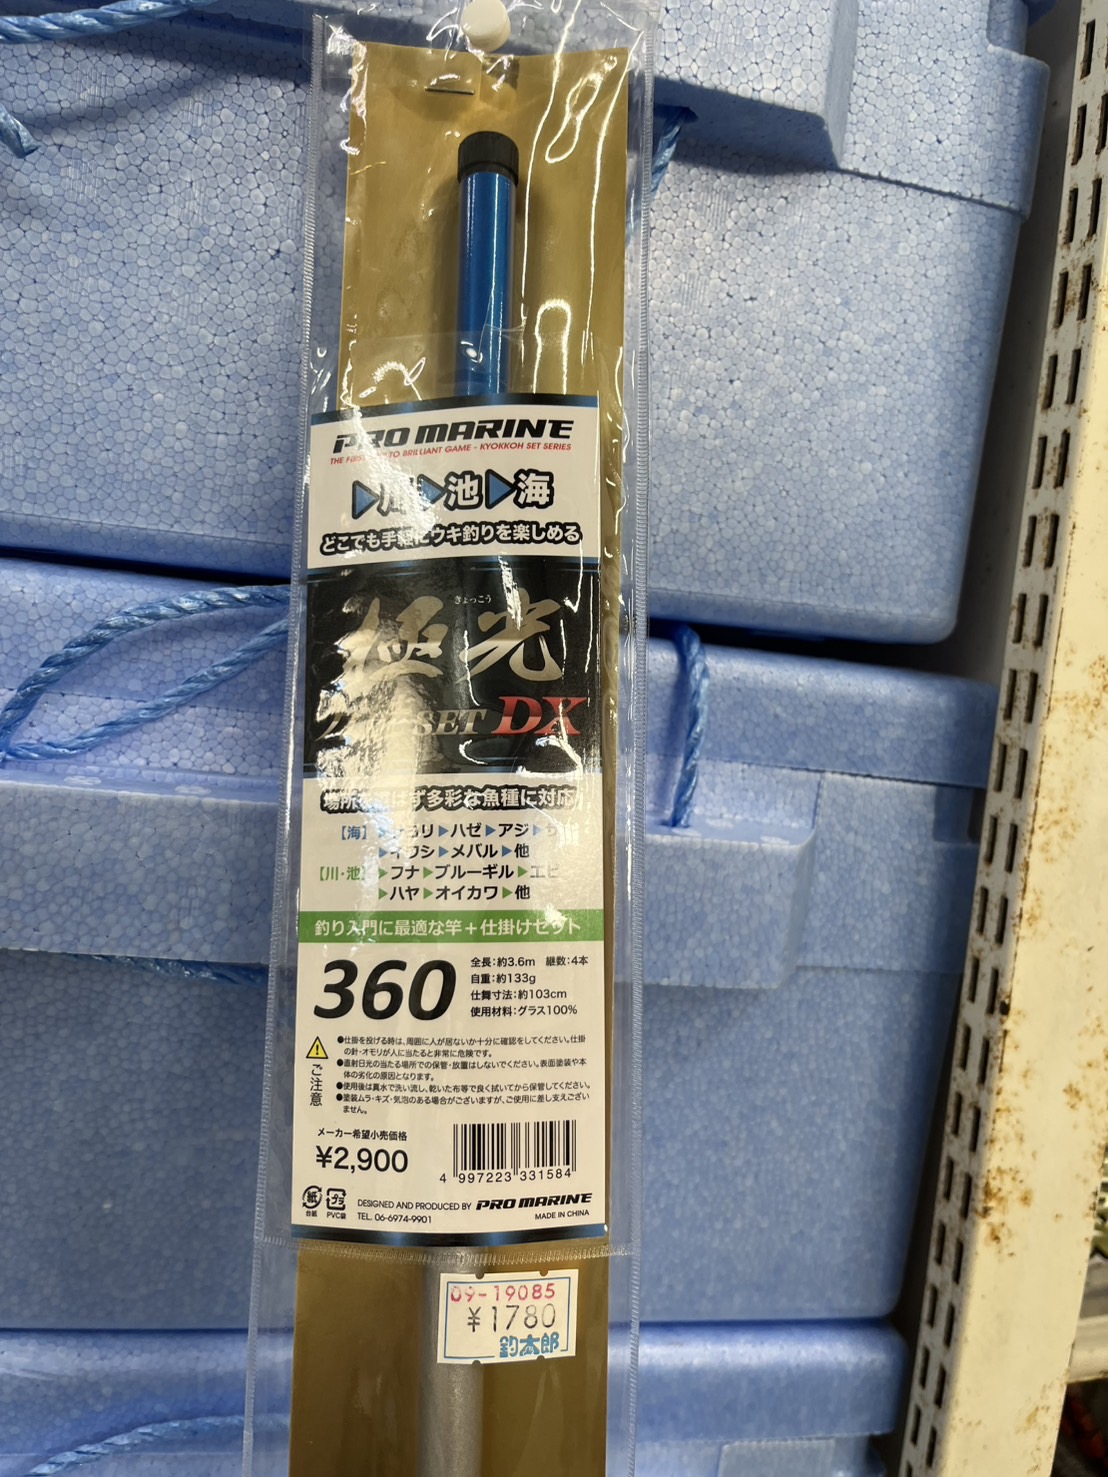 PRO MARINE
THE FIRST TO BRILLIANT GAME - KYOKKOH SET SERIES
▶川▶池▶海
どこでも手軽にウキ釣りを楽しめる
きょっこう
極光
SET DX
場所を選ばず多彩な魚種に対応
【海】▶サヨリ▶ハゼ▶アジ▶
▶イワシ▶メバル▶他
【川・池】▶フナ▶ブルーギル▶エビ
▶ハヤ▶オイカワ▶他
釣り入門に最適な竿+仕掛けセット
360
全長:約3.6m 継数:4本
自重:約133g
仕舞寸法:約103cm
使用材料:グラス100%
ご注意
●仕掛を投げる時は、周囲に人が居ないか十分に確認をしてください。仕掛
の針・オモリが人に当たると非常に危険です。
●直射日光の当たる場所での保管・放置はしないでください。表面塗装や本
体の劣化の原因となります。
●使用後は真水で洗い流し、乾いた布等で良く拭いてから保管してください。
●塗装ムラ・キズ・気泡のある場合がございますが、ご使用に差し支えござい
ません。
メーカー希望小売価格
¥2,900
4 997223 331584
紙
台紙
プラ
PVC袋
DESIGNED AND PRODUCED BY PRO MARINE
TEL. 06-6974-9901
MADE IN CHINA
09-19085
¥1780
釣太郎